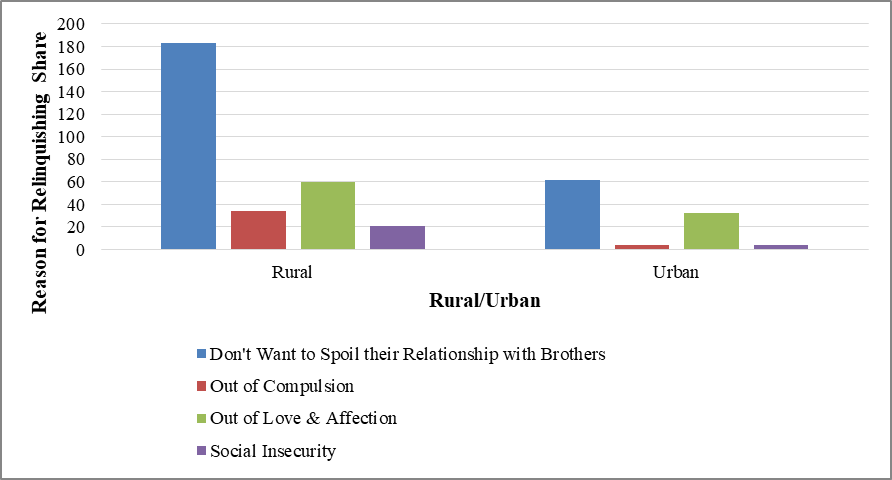 Reason for Relinquishing Share
200
180
160
140
120
100
80
60
40
20
0
Rural
Urban
Rural/Urban
Don't Want to Spoil their Relationship with Brothers
Out of Compulsion
Out of Love & Affection
Social Insecurity